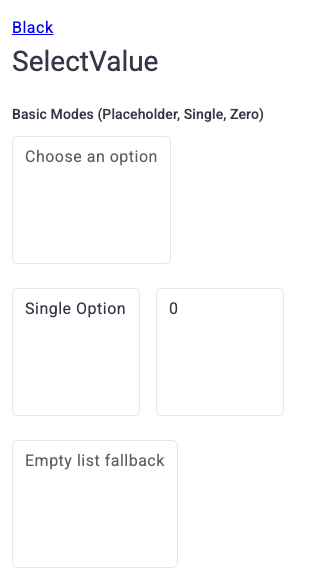 Black
SelectValue
Basic Modes (Placeholder, Single, Zero)
Choose an option
Single Option
0
Empty list fallback